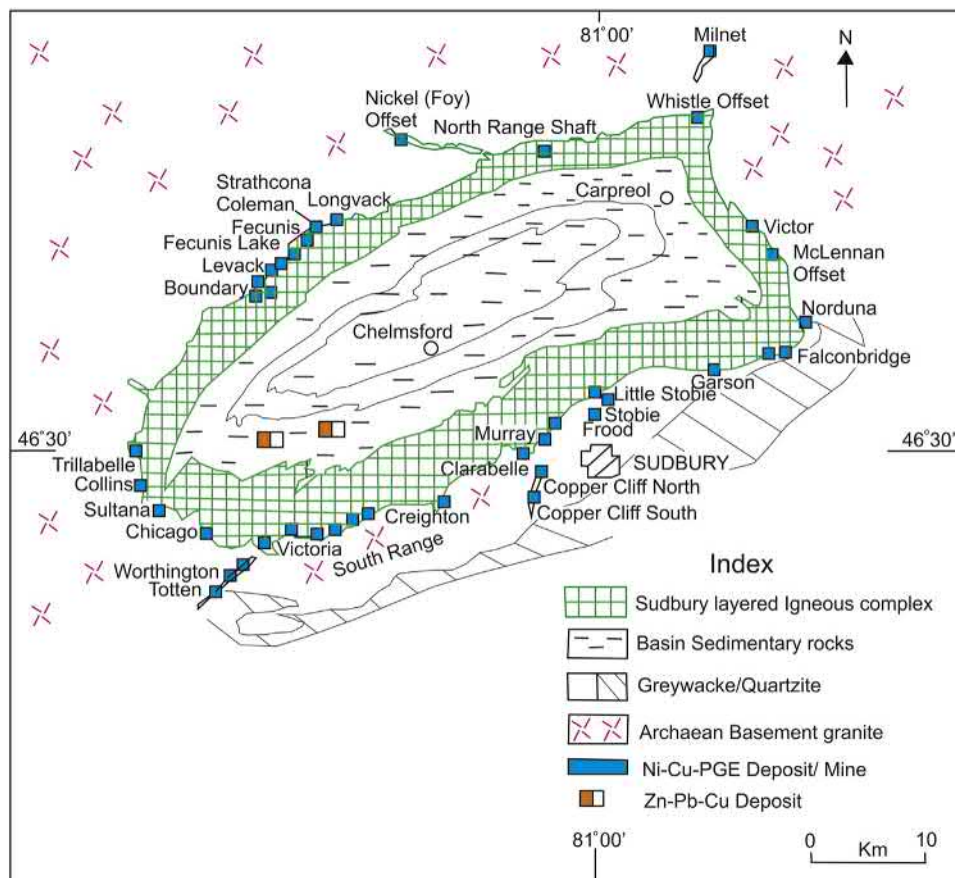 81°00'
Milnet
N
Nickel (Foy)
Offset
Whistle Offset
North Range Shaft
Strathcona
Coleman
Longvack
Carpreol
Fecunis
Fecunis Lake
Levack
Boundary
Victor
McLennan
Offset
Norduna
Chelmsford
Falconbridge
Garson
Little Stobie
Stobie
Frood
Murray
46°30'
46°30'
Trillabelle
Clarabelle
SUDBURY
Collins
Copper Cliff North
Sultana
Creighton
Copper Cliff South
Chicago
Victoria
South Range
Worthington
Totten
Index
Sudbury layered Igneous complex
Basin Sedimentary rocks
Greywacke/Quartzite
Archaean Basement granite
Ni-Cu-PGE Deposit/ Mine
Zn-Pb-Cu Deposit
81°00'
0 10
Km